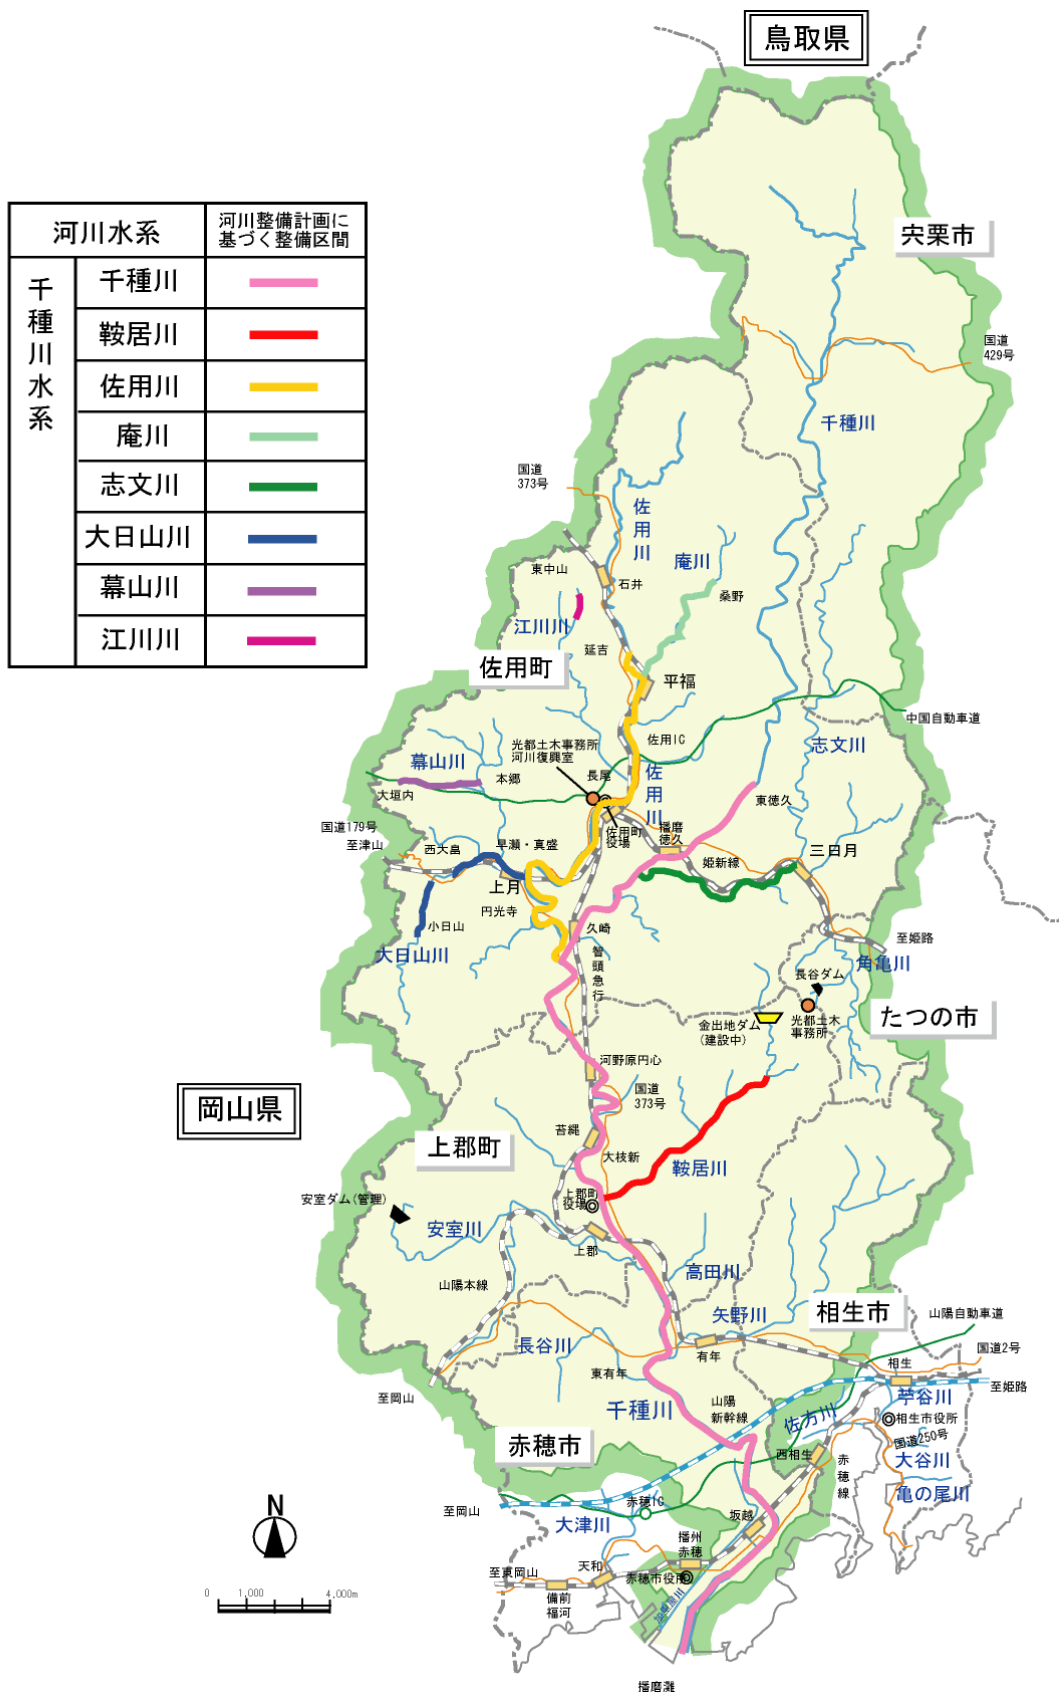 鳥取県
河川水系
河川整備計画に
基づく整備区間
千種川水系
千種川
鞍居川
佐用川
庵川
志文川
大日山川
幕山川
江川川
宍栗市
国道
429号
千種川
国道
373号
佐用川
庵川
東中山
石井
桑野
江川川
延吉
佐用町
平福
中国自動車道
佐用IC
志文川
光都土木事務所
河川復興室
幕山川
本郷
長尾
佐用川
大垣内
東徳久
国道179号
至津山
佐用町
役場
播磨
徳久
西大畠
早瀬・真盛
姫新線
三日月
上月
円光寺
小日山
久崎
至姫路
大日山川
智頭急行
角亀川
長谷ダム
金出地ダム
(建設中)
光都土木
事務所
たつの市
河野原円心
岡山県
国道
373号
苔縄
上郡町
大枝新
鞍居川
安室ダム(管理)
上郡町
役場
安室川
上郡
高田川
山陽本線
矢野川
相生市
山陽自動車道
長谷川
有年
国道2号
相生
東有年
至岡山
至姫路
千種川
山陽
新幹線
苧谷川
佐方川
相生市役所
国道250号
赤穂市
西相生
赤穂線
大谷川
亀の尾川
至岡山
赤穂IC
大津川
坂越
N
播州
赤穂
天和
至東岡山
赤穂市役所
0 1,000 4,000m
備前
福河
播磨灘